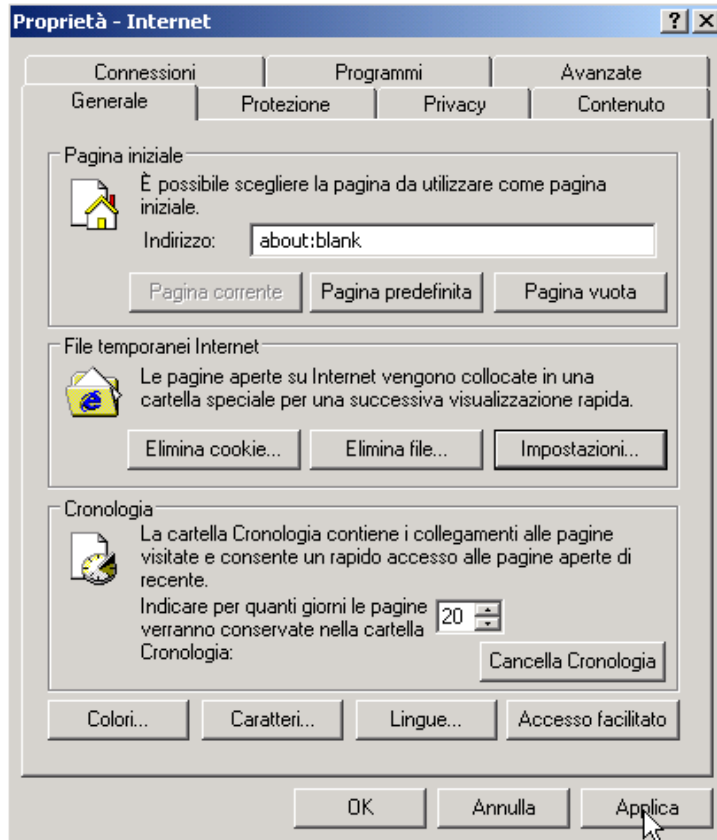 Proprietà - Internet
Connessioni
Programmi
Avanzate
Generale
Protezione
Privacy
Contenuto
Pagina iniziale
È possibile scegliere la pagina da utilizzare come pagina
iniziale.
Indirizzo:
about:blank
Pagina corrente
Pagina predefinita
Pagina vuota
File temporanei Internet
Le pagine aperte su Internet vengono collocate in una
cartella speciale per una successiva visualizzazione rapida.
Elimina cookie...
Elimina file...
Impostazioni...
Cronologia
La cartella Cronologia contiene i collegamenti alle pagine
visitate e consente un rapido accesso alle pagine aperte di
recente.
Indicare per quanti giorni le pagine
verranno conservate nella cartella
Cronologia:
20
Cancella Cronologia
Colori...
Caratteri...
Lingue...
Accesso facilitato
OK
Annulla
Applica